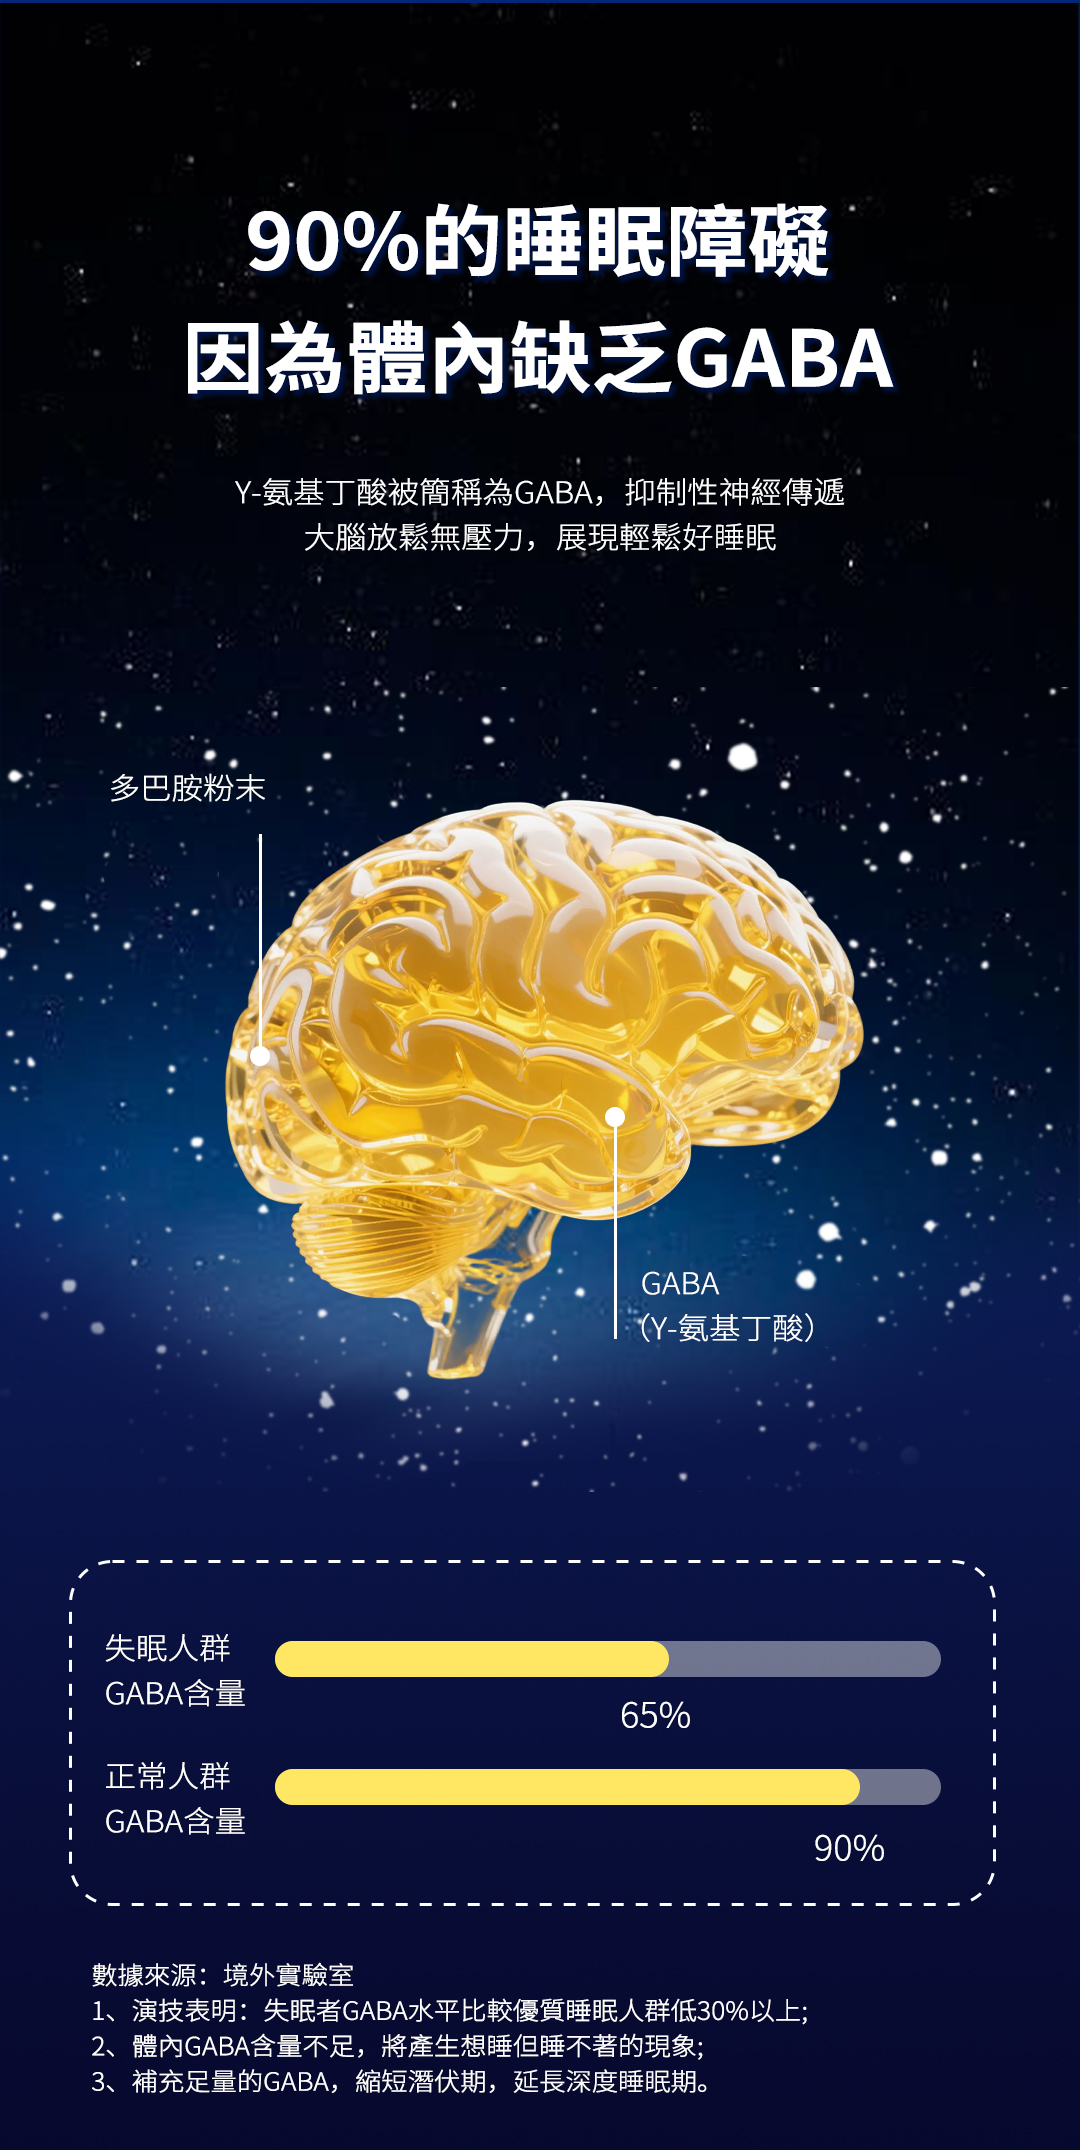 90%的睡眠障礙
因為體內缺乏GABA
Y-氨基丁酸被簡稱為GABA，抑制性神經傳遞
大腦放鬆無壓力，展現輕鬆好睡眠
多巴胺粉末
GABA
（Y-氨基丁酸）
失眠人群
GABA含量
65%
正常人群
GABA含量
90%
數據來源：境外實驗室
1、演技表明：失眠者GABA水平比較優質睡眠人群低30%以上;
2、體內GABA含量不足，將產生想睡但睡不著的現象;
3、補充足量的GABA，縮短潛伏期，延長深度睡眠期。